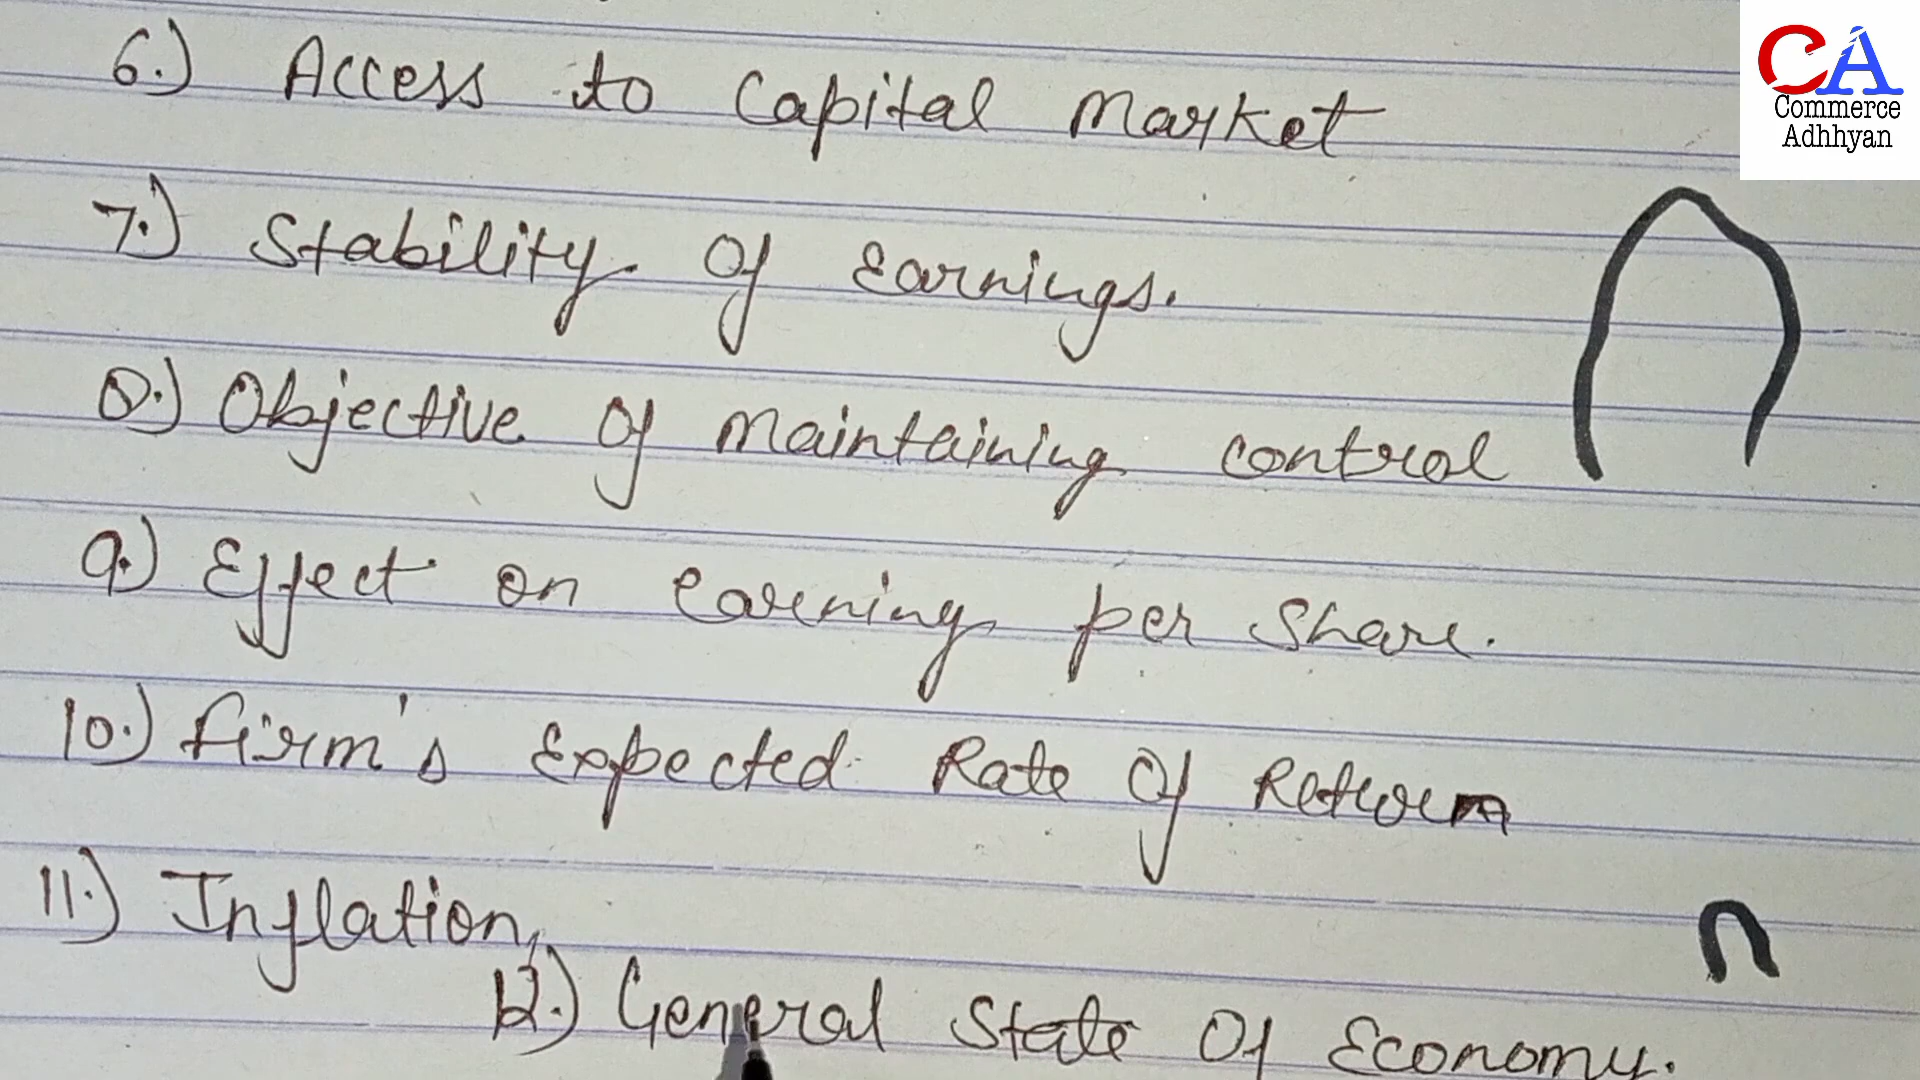 6.) Access to Capital Market
CA
Commerce
Adhhyan
7.) Stability Of Earnings.
8.) Objective Of Maintaining control
9.) Effect on earning per Share.
10.) Firm's Expected Rate Of Return
11.) Inflation,
12.) General State Of Economy.